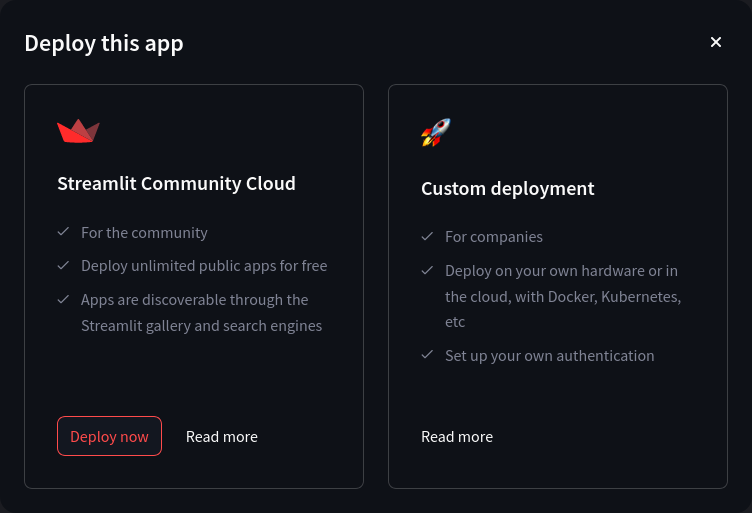 Deploy this app
Streamlit Community Cloud
For the community
Deploy unlimited public apps for free
Apps are discoverable through the
Streamlit gallery and search engines
Deploy now
Read more
Custom deployment
For companies
Deploy on your own hardware or in
the cloud, with Docker, Kubernetes,
etc
Set up your own authentication
Read more